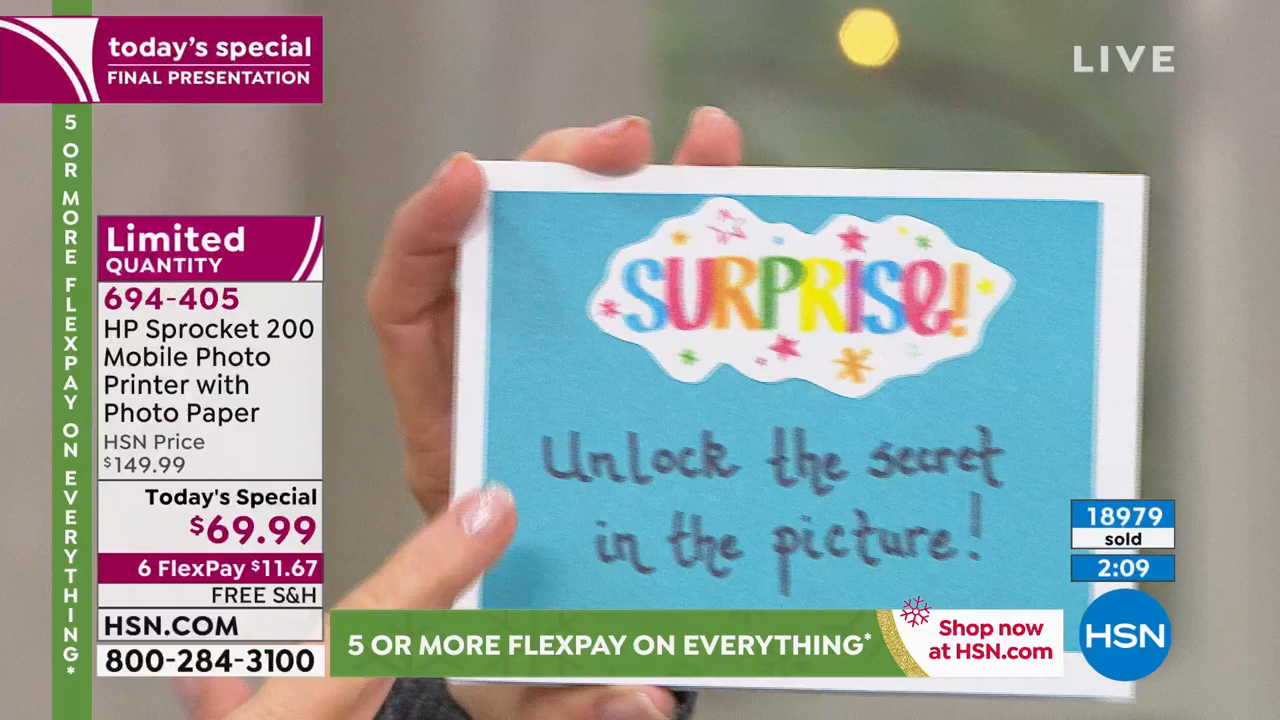 today's special
FINAL PRESENTATION
LIVE
5 OR MORE FLEXPAY ON EVERYTHING*
Limited
QUANTITY
694-405
HP Sprocket 200
Mobile Photo
Printer with
Photo Paper
HSN Price
$149.99
Today's Special
$69.99
6 FlexPay $11.67
FREE S&H
HSN.COM
800-284-3100
SURPRISE!
Unlock the secret
in the picture!
18979
sold
2:09
5 OR MORE FLEXPAY ON EVERYTHING*
Shop now
at HSN.com
HSN